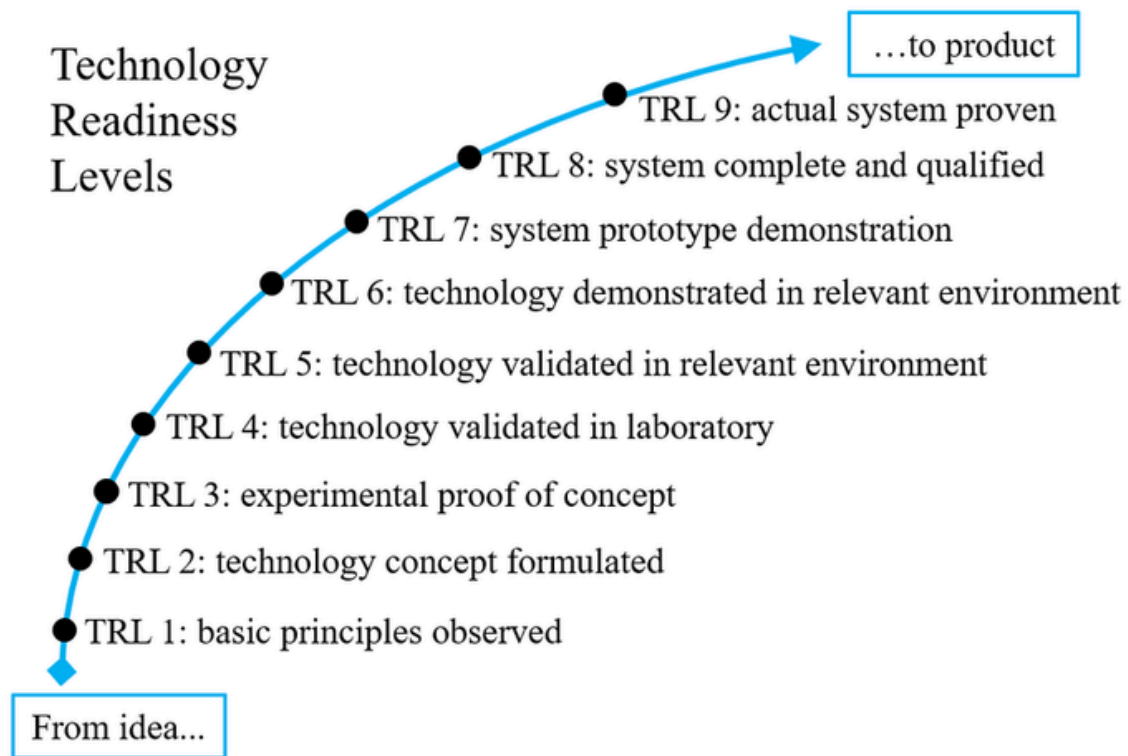 Technology
Readiness
Levels
...to product
TRL 9: actual system proven
TRL 8: system complete and qualified
TRL 7: system prototype demonstration
TRL 6: technology demonstrated in relevant environment
TRL 5: technology validated in relevant environment
TRL 4: technology validated in laboratory
TRL 3: experimental proof of concept
TRL 2: technology concept formulated
TRL 1: basic principles observed
From idea...